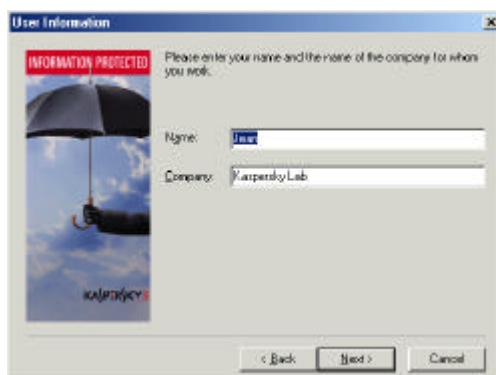 User Information
INFORMATION PROTECTED
Please enter your name and the name of the company for whom
you work.
Name:
Company: Kaspersky Lab
KASPERSKY
< Back Next > Cancel